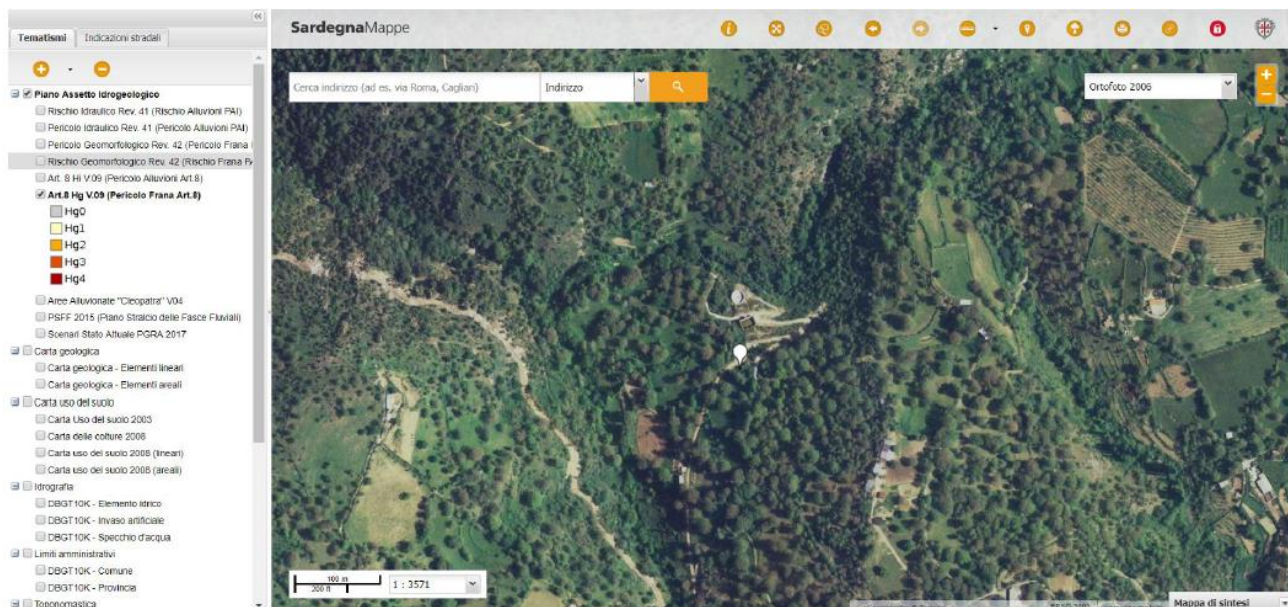 SardegnaMappe
Tematismi
Indicazioni stradali
Cerca indirizzo (ad es. via Roma, Cagliari)
Indirizzo
Ortofoto 2006
Piano Assetto Idrogeologico
Rischio Idraulico Rev. 41 (Rischio Alluvioni PAI)
Pericolo Idraulico Rev. 41 (Pericolo Alluvioni PAI)
Pericolo Geomorfologico Rev. 42 (Pericolo Frana
Rischio Geomorfologico Rev. 42 (Rischio Frana PA
Art. 8 Hi V.09 (Pericolo Alluvioni Art.8)
Art.8 Hg V.09 (Pericolo Frana Art.8)
Hg0
Hg1
Hg2
Hg3
Hg4
Aree Alluvionate "Cleopatra" V04
PSFF 2015 (Piano Stralcio delle Fasce Fluviali)
Scenari Stato Attuale PGRA 2017
Carta geologica
Carta geologica - Elementi lineari
Carta geologica - Elementi areali
Carta uso del suolo
Carta Uso del suolo 2003
Carta delle colture 2008
Carta uso del suolo 2008 (lineari)
Carta uso del suolo 2008 (areali)
Idrografia
DBGT10K - Elemento Idrico
DBGT10K - Invaso artificiale
DBGT10K - Specchio d'acqua
Limiti amministrativi
DBGT10K - Comune
DBGT10K - Provincia
Toponomastica
100 m
200 ft
1 : 3571
Mappa di sintesi